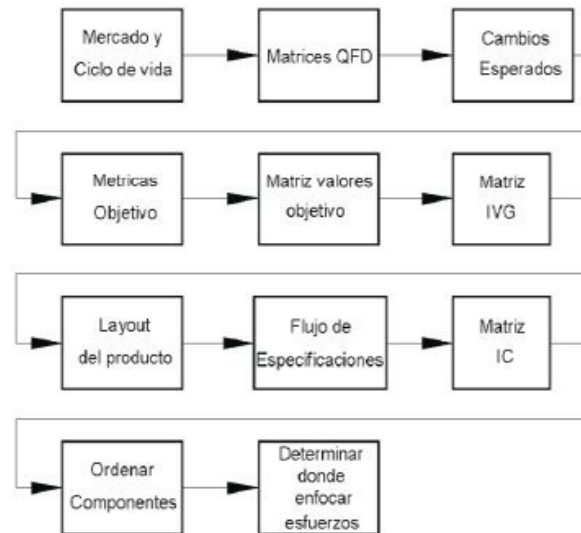 Mercado y
Ciclo de vida
Matrices QFD
Cambios
Esperados
Metricas
Objetivo
Matriz valores
objetivo
Matriz
IVG
Layout
del producto
Flujo de
Especificaciones
Matriz
IC
Ordenar
Componentes
Determinar
donde
enfocar
esfuerzos